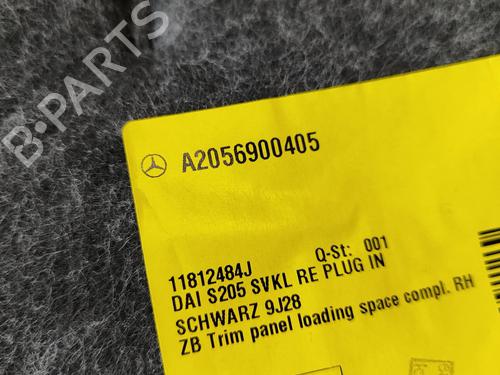 B-PARTS
A2056900405
Q-St: 001
11812484J
DAI S205 SVKL RE PLUG IN
SCHWARZ 9J28
ZB Trim panel loading space compl. RH